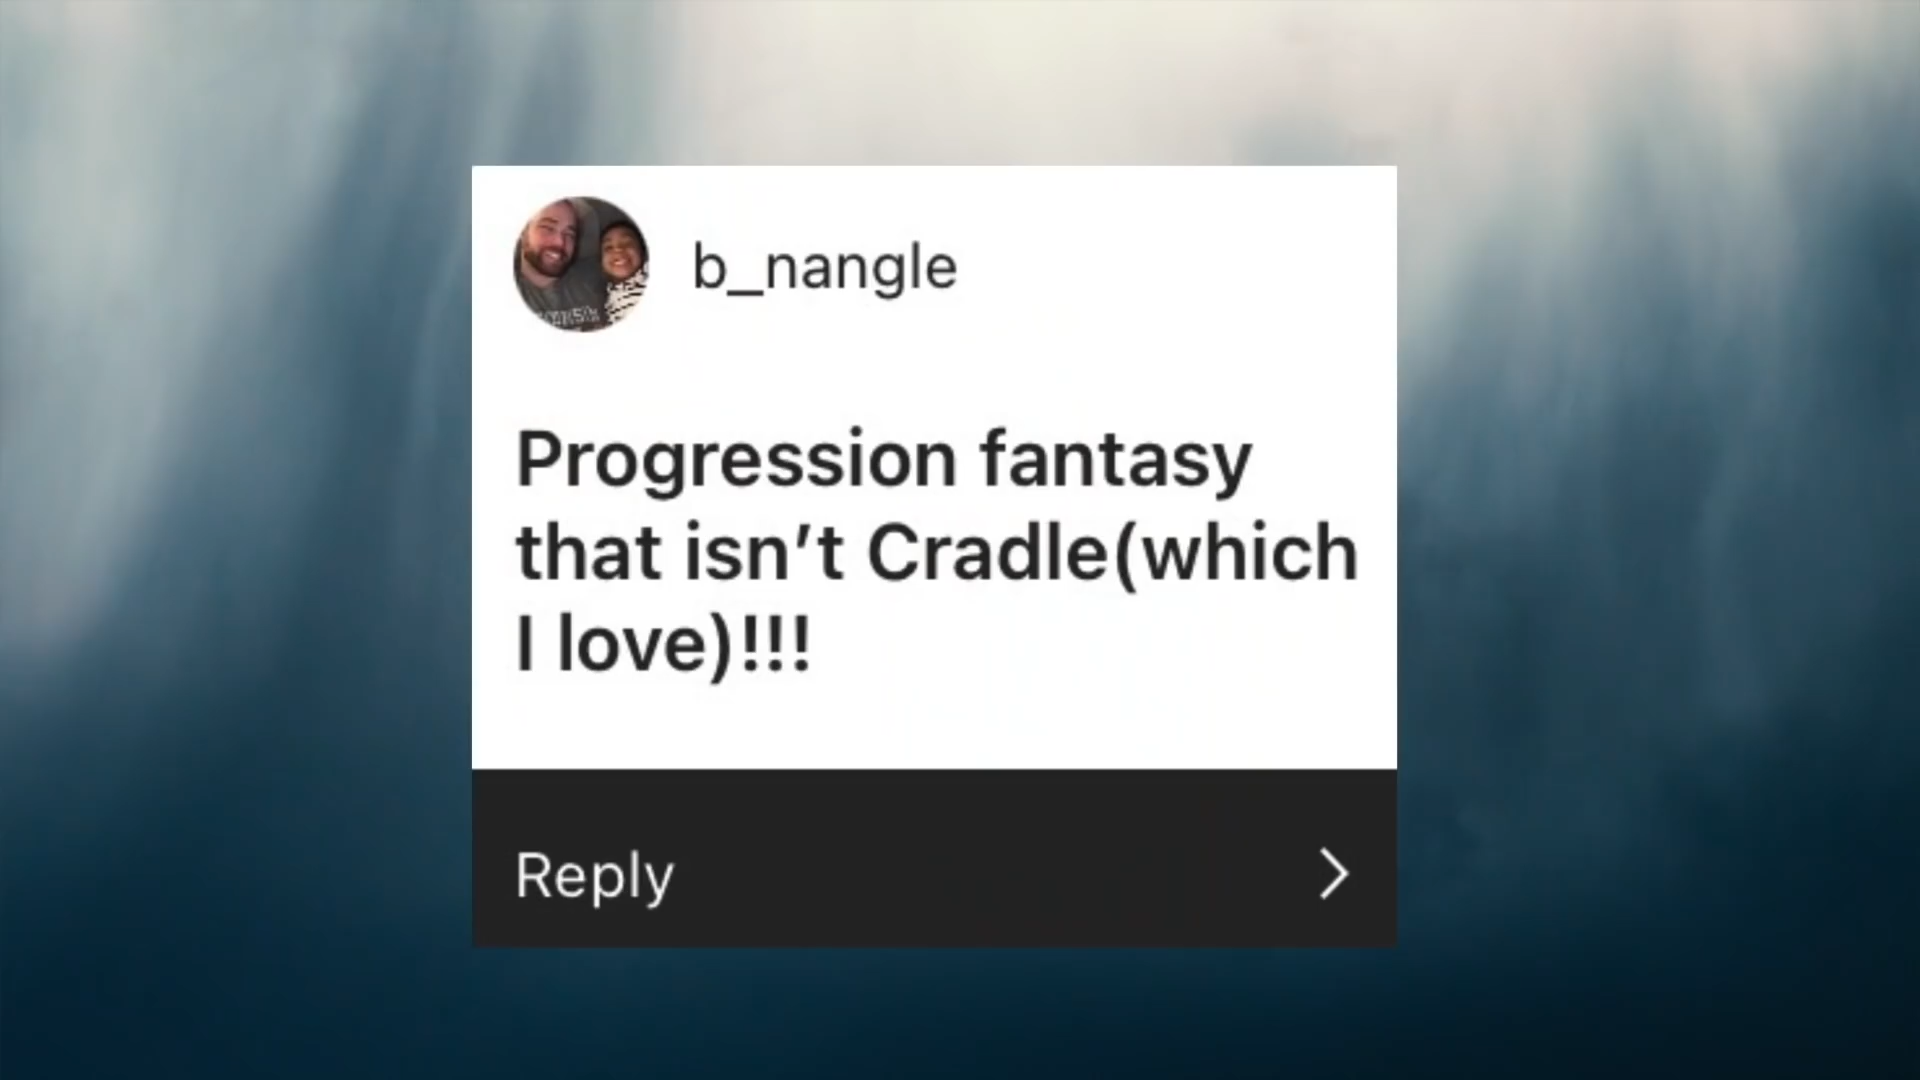 b_nangle
Progression fantasy
that isn’t Cradle(which
I love)!!!
Reply